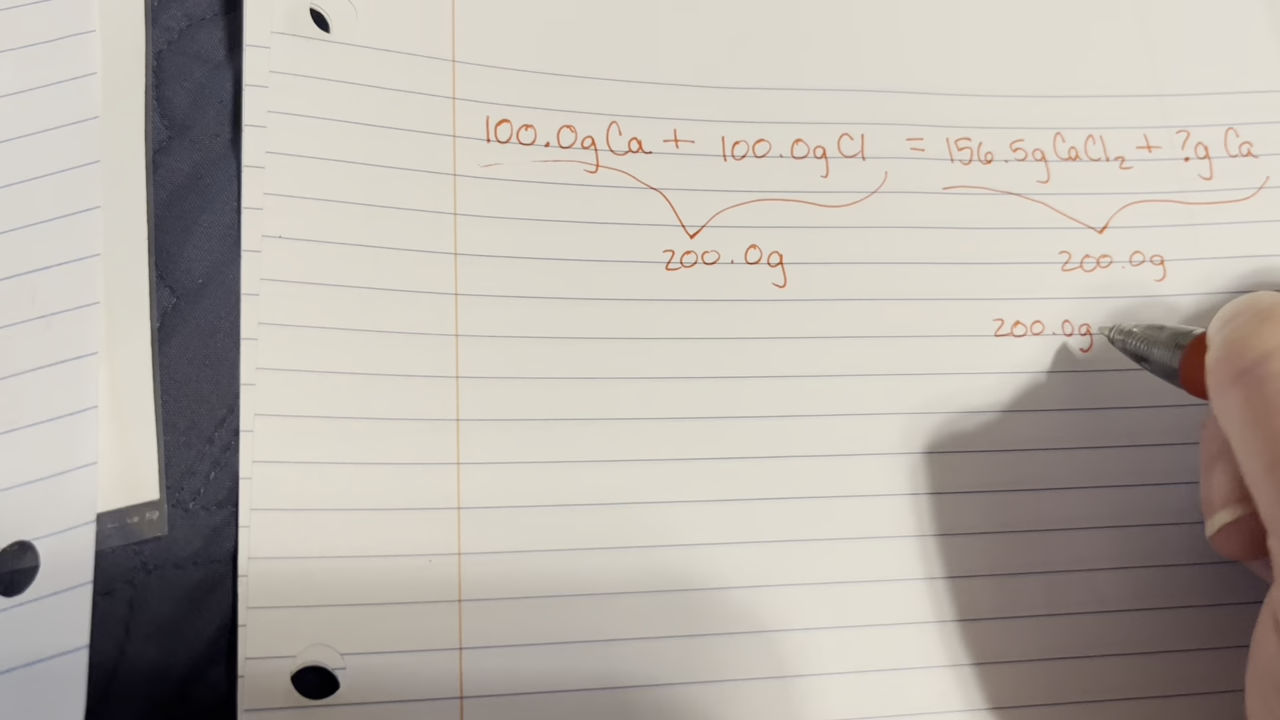 100.0g Ca + 100.0g Cl = 156.5g CaCl₂ + ?g Ca
200.0g 200.0g
200.0g